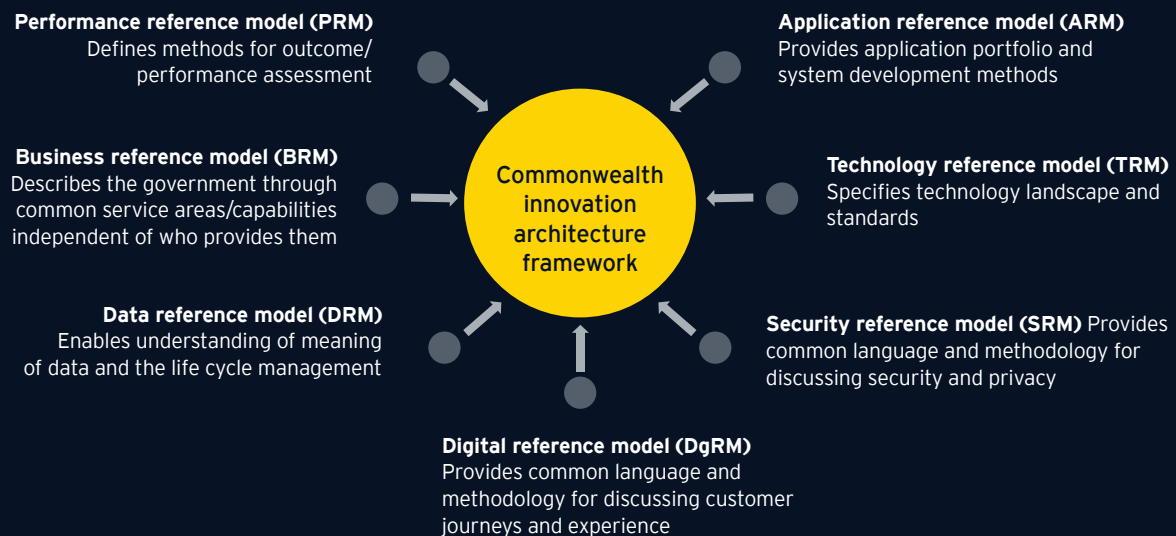 Performance reference model (PRM)
Defines methods for outcome/
performance assessment
Business reference model (BRM)
Describes the government through
common service areas/capabilities
independent of who provides them
Data reference model (DRM)
Enables understanding of meaning
of data and the life cycle management
Commonwealth
innovation
architecture
framework
Application reference model (ARM)
Provides application portfolio and
system development methods
Technology reference model (TRM)
Specifies technology landscape and
standards
Security reference model (SRM) Provides
common language and methodology for
discussing security and privacy
Digital reference model (DgRM)
Provides common language and
methodology for discussing customer
journeys and experience